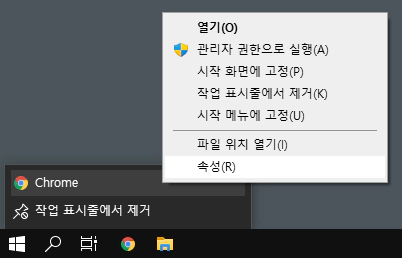 열기(O)
관리자 권한으로 실행(A)
시작 화면에 고정(P)
작업 표시줄에서 제거(K)
시작 메뉴에 고정(U)
파일 위치 열기(I)
속성(R)
Chrome
작업 표시줄에서 제거